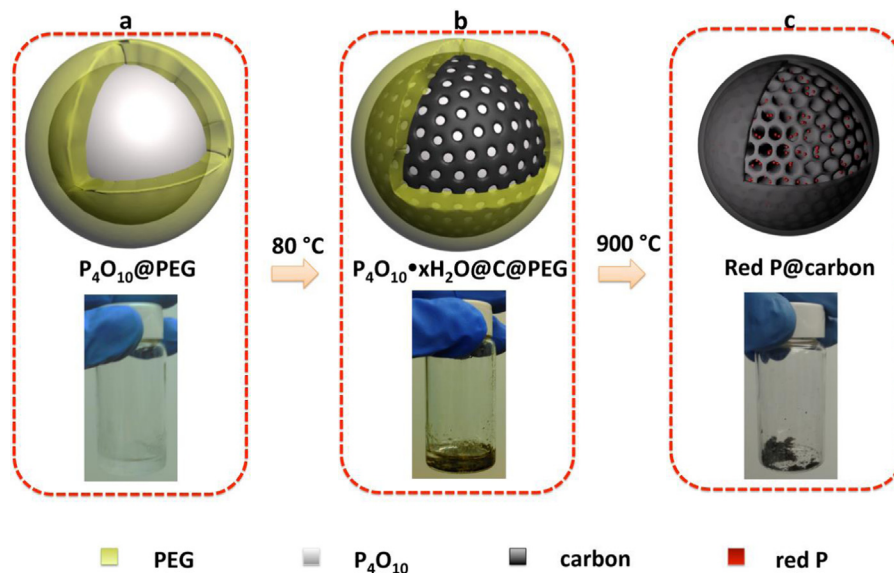 a
b
c
P₄O₁₀@PEG
80 °C
P₄O₁₀•xH₂O@C@PEG
900 °C
Red P@carbon
PEG
P₄O₁₀
carbon
red P